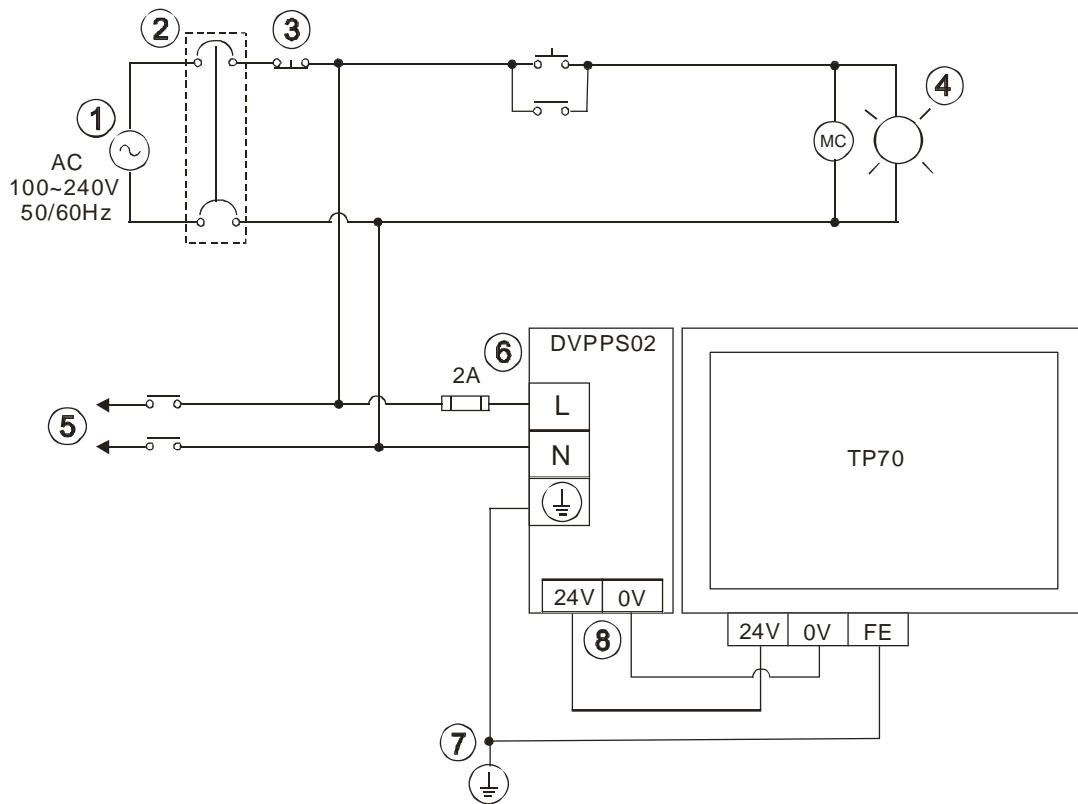 ②
③
①
④
AC
100~240V
50/60Hz
MC
⑥
DVPPS02
2A
⑤
L
N
TP70
24V 0V
⑧
24V 0V FE
⑦